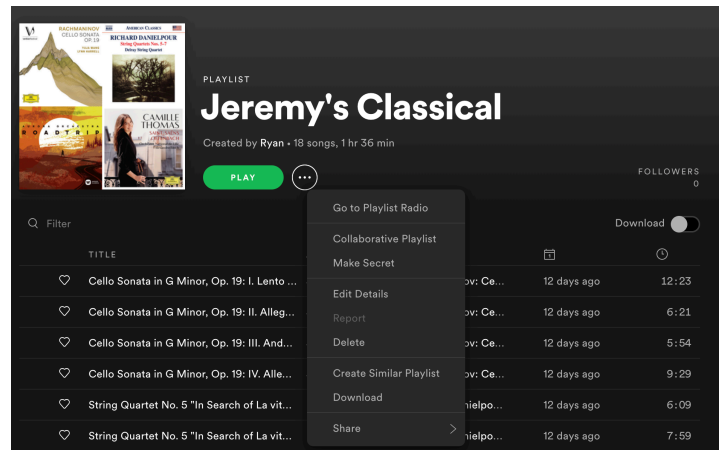 RACHMANINOV
CELLO SONATA
OP.19
AMERICAN CLASSICS
RICHARD DANIELPOUR
String Quartets Nos. 5-7
Delray String Quartet
ROADTRIP
CAMILLE
THOMAS
PLAYLIST
Jeremy's Classical
Created by Ryan • 18 songs, 1 hr 36 min
PLAY
FOLLOWERS
0
Go to Playlist Radio
Filter
Download
Collaborative Playlist
TITLE
Make Secret
Cello Sonata in G Minor, Op. 19: I. Lento ... ov: Ce... 12 days ago 12:23
Edit Details
Cello Sonata in G Minor, Op. 19: II. Alleg... ov: Ce... 12 days ago 6:21
Report
Cello Sonata in G Minor, Op. 19: III. And... ov: Ce... 12 days ago 5:54
Delete
Cello Sonata in G Minor, Op. 19: IV. Alle... ov: Ce... 12 days ago 9:29
Create Similar Playlist
Download
String Quartet No. 5 "In Search of La vit... nielpo... 12 days ago 6:09
Share
String Quartet No. 5 "In Search of La vit... nielpo... 12 days ago 7:59